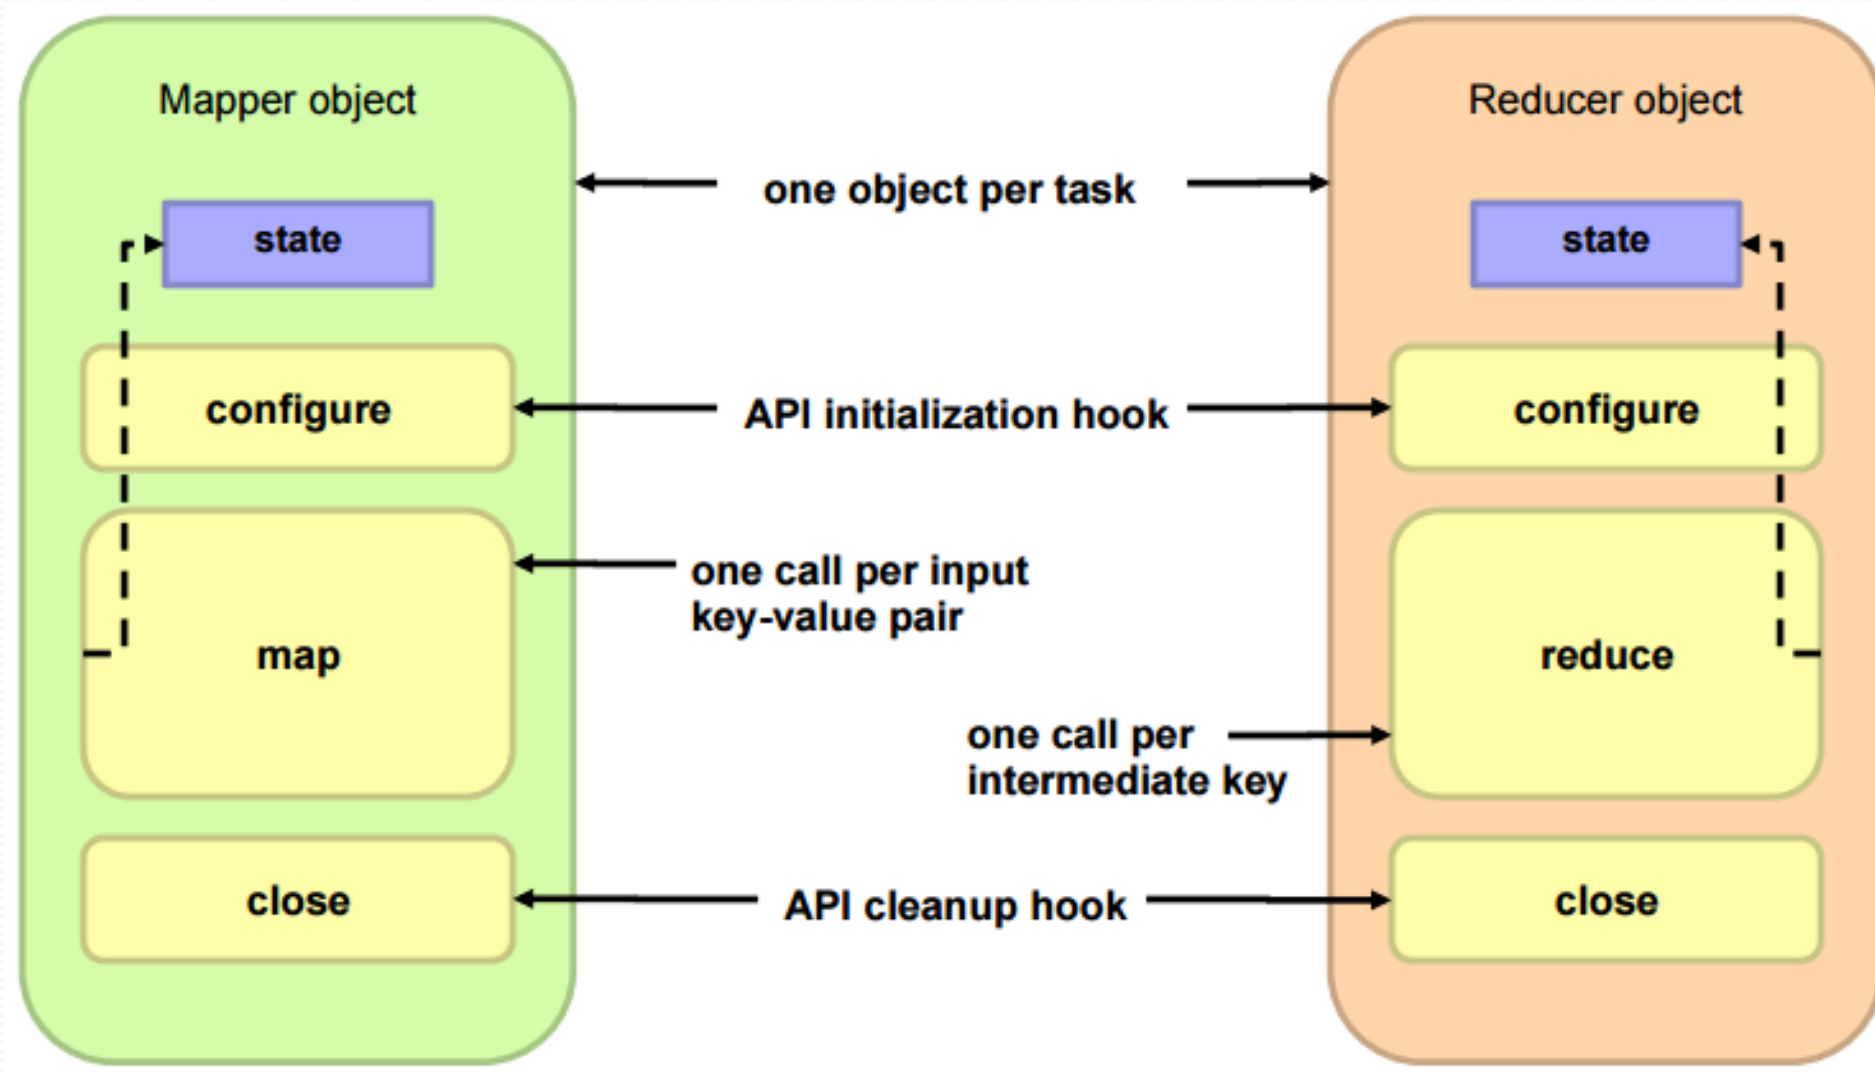 Mapper object
Reducer object
one object per task
state
state
configure
API initialization hook
configure
one call per input
key-value pair
map
reduce
one call per
intermediate key
close
API cleanup hook
close